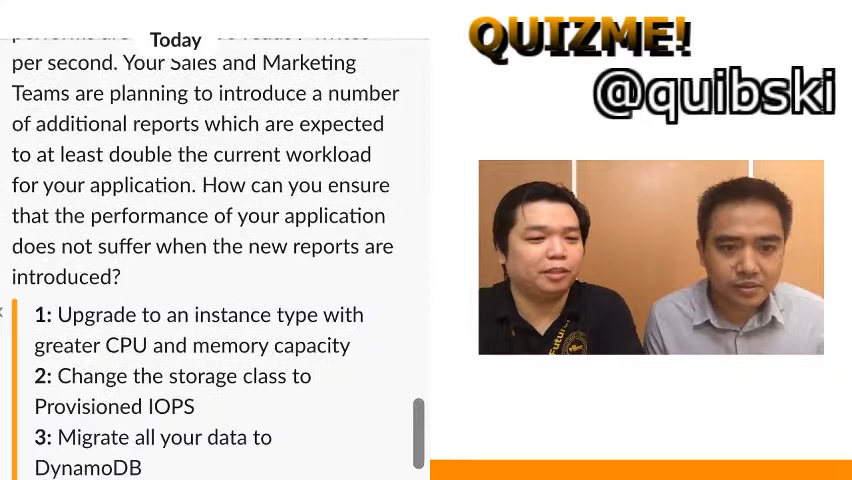 Today
per second. Your Sales and Marketing
Teams are planning to introduce a number
of additional reports which are expected
to at least double the current workload
for your application. How can you ensure
that the performance of your application
does not suffer when the new reports are
introduced?
1: Upgrade to an instance type with
greater CPU and memory capacity
2: Change the storage class to
Provisioned IOPS
3: Migrate all your data to
DynamoDB
QUIZME!
@quibski
Future